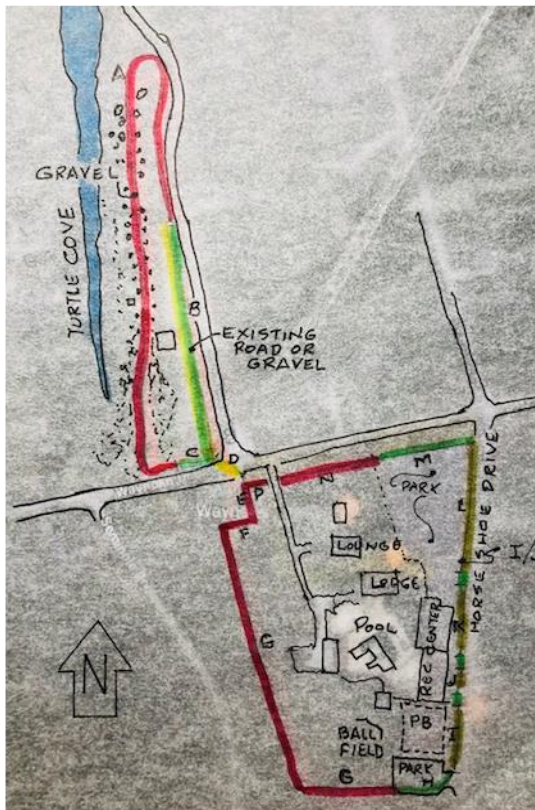 A
GRAVEL
TURTLE COVE
B
EXISTING
ROAD OR
GRAVEL
C
D
E
P
F
N
M
PARK
L
HORSE SHOE DRIVE
LOUNGE
LODGE
I/
G
POOL
REC CENTER
K
J
N
PB
I
BALL
FIELD
G
PARK
H